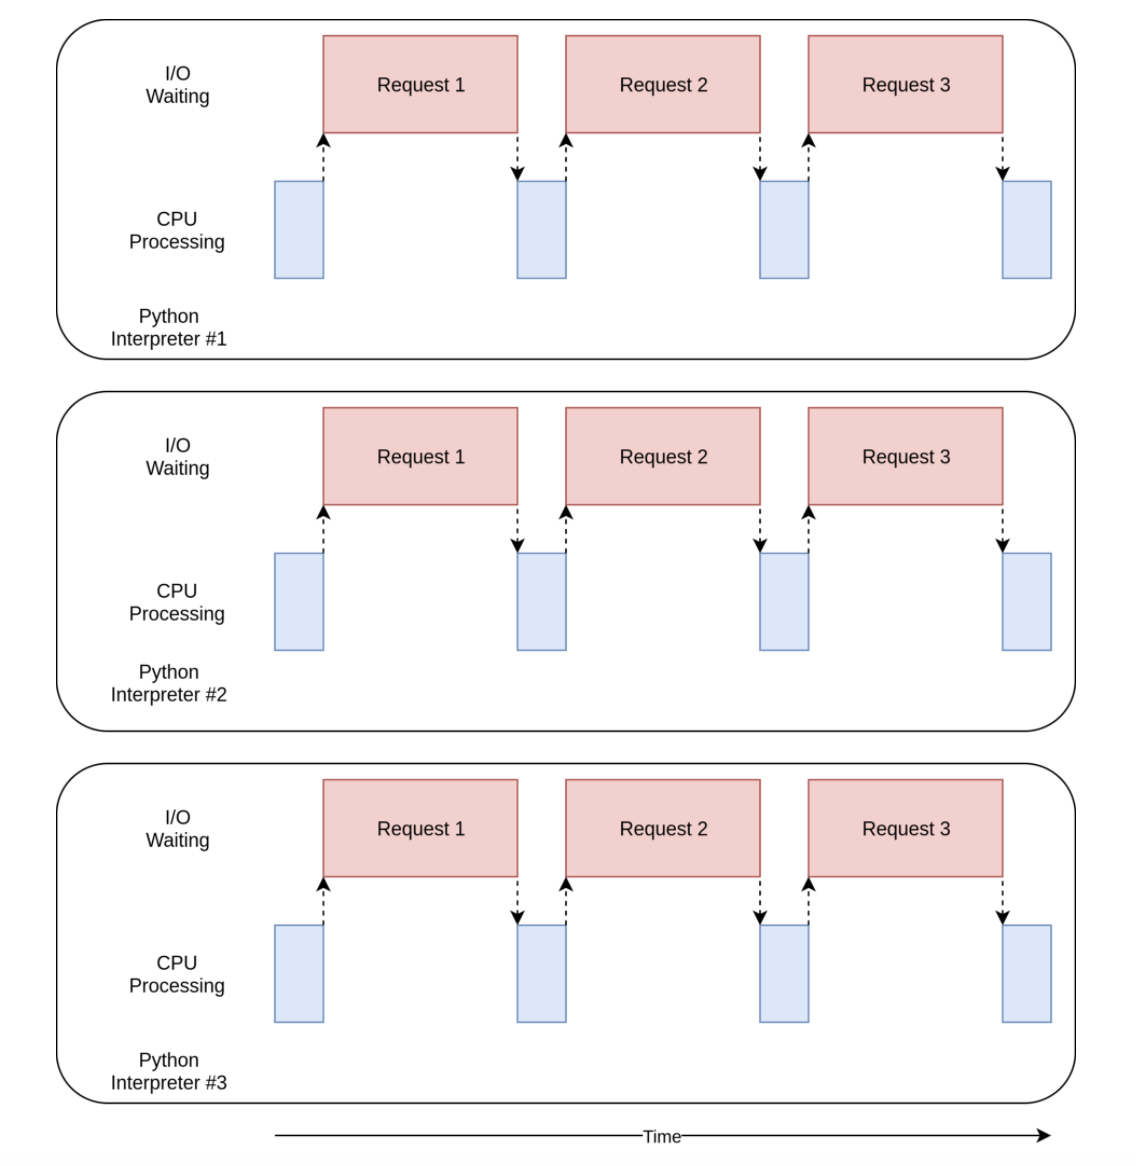 I/O
Waiting
Request 1
Request 2
Request 3
CPU
Processing
Python
Interpreter #1
I/O
Waiting
Request 1
Request 2
Request 3
CPU
Processing
Python
Interpreter #2
I/O
Waiting
Request 1
Request 2
Request 3
CPU
Processing
Python
Interpreter #3
Time